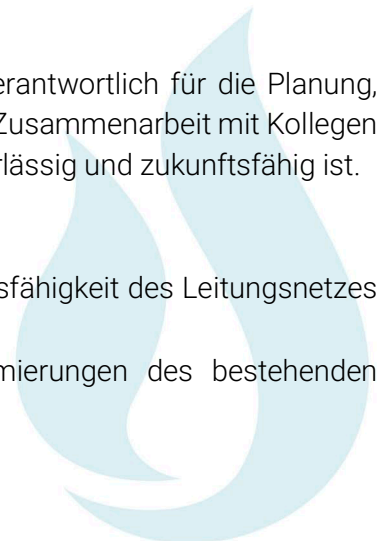 erantwortlich für die Planung,
Zusammenarbeit mit Kollegen
rlässig und zukunftsfähig ist.
sfähigkeit des Leitungsnetzes
mierungen des bestehenden